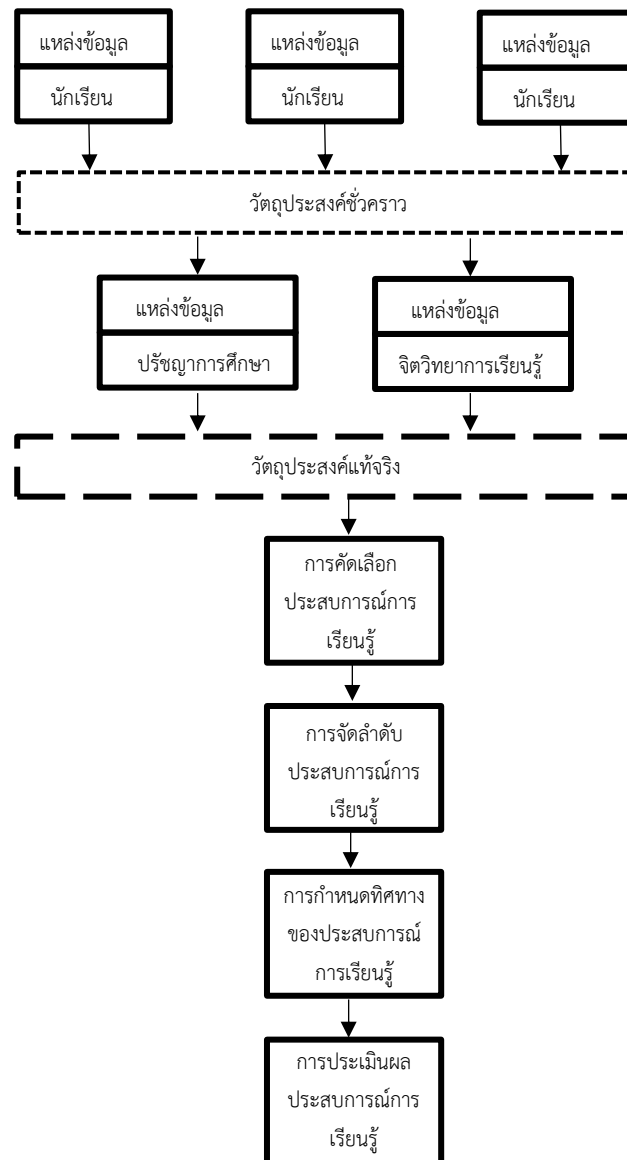 แหล่งข้อมูล
นักเรียน
แหล่งข้อมูล
นักเรียน
แหล่งข้อมูล
นักเรียน
วัตถุประสงค์ชั่วคราว
แหล่งข้อมูล
ปรัชญาการศึกษา
แหล่งข้อมูล
จิตวิทยาการเรียนรู้
วัตถุประสงค์แท้จริง
การคัดเลือก
ประสบการณ์การ
เรียนรู้
การจัดลำดับ
ประสบการณ์การ
เรียนรู้
การกำหนดทิศทาง
ของประสบการณ์
การเรียนรู้
การประเมินผล
ประสบการณ์การ
เรียนรู้